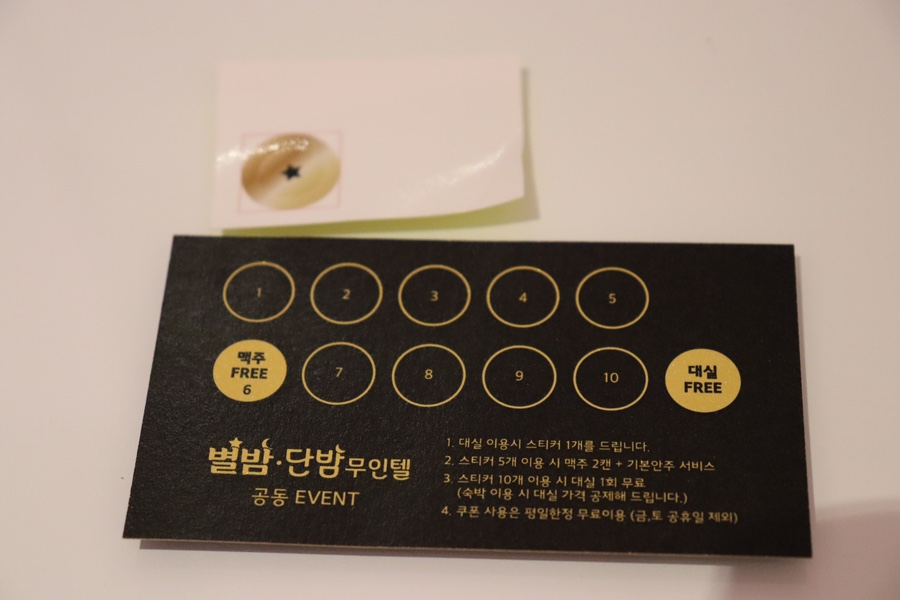 1 2 3 4 5
맥주
FREE
6
7 8 9 10
대실
FREE
별밤·단밤무인텔
공동 EVENT
1. 대실 이용시 스티커 1개를 드립니다.
2. 스티커 5개 이용 시 맥주 2캔 + 기본안주 서비스
3. 스티커 10개 이용 시 대실 1회 무료
(숙박 이용 시 대실 가격 공제해 드립니다.)
4. 쿠폰 사용은 평일한정 무료이용 (금,토 공휴일 제외)